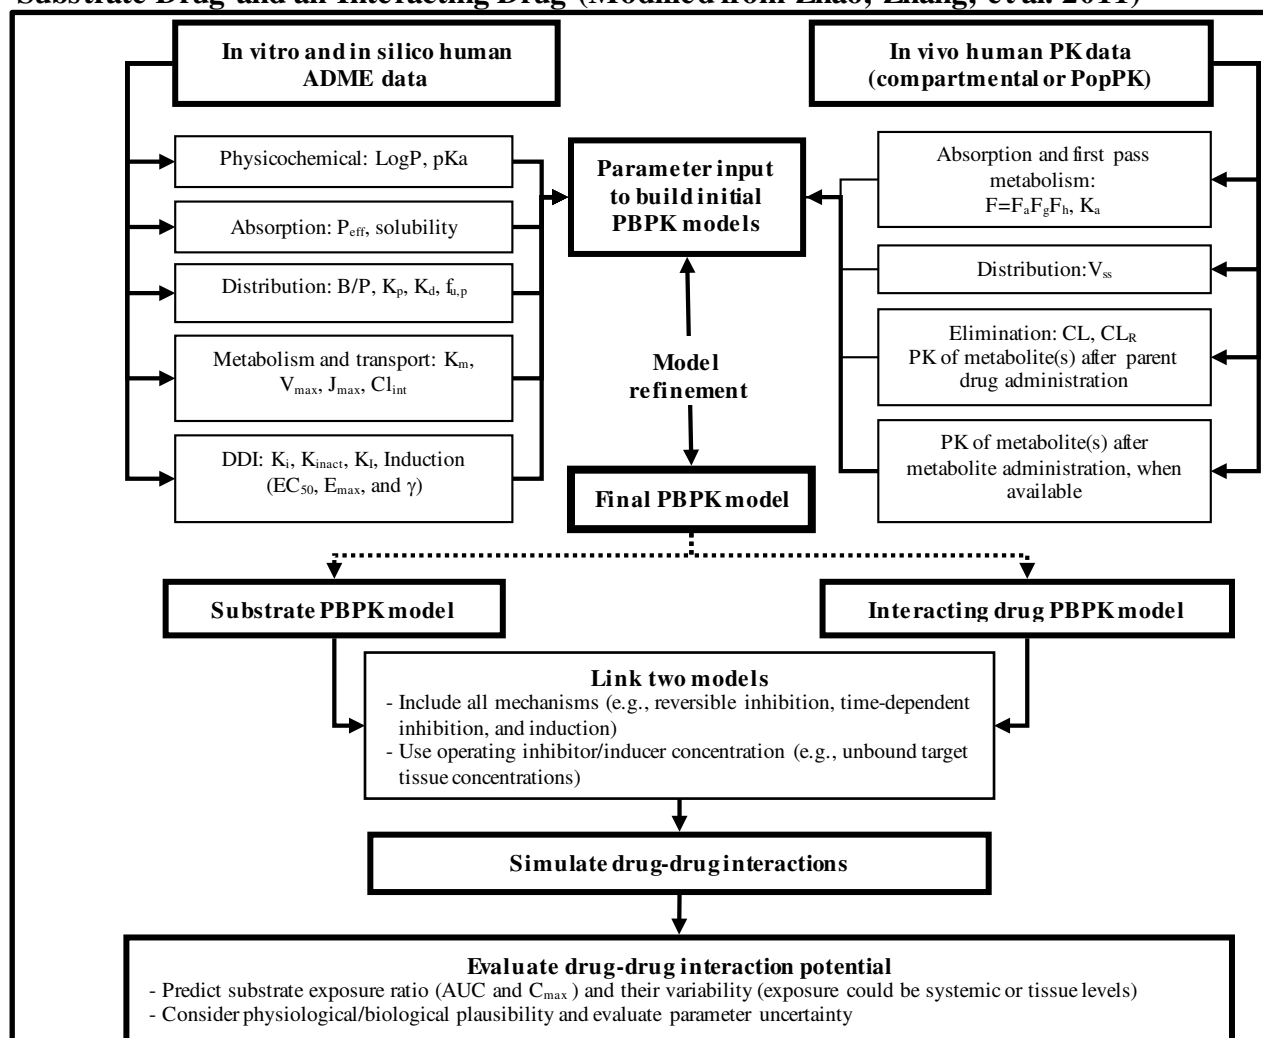 Substrate Drug and an Interacting Drug (Modified from Zhao, Zhang, et al. 2011)
In vitro and in silico human
ADME data
In vivo human PK data
(compartmental or PopPK)
Physicochemical: LogP, pKa
Absorption: Peff, solubility
Distribution: B/P, Kp, Kd, fu,p
Metabolism and transport: Km,
Vmax, Jmax, Clint
DDI: Ki, Kinact, KI, Induction
(EC50, Emax, and γ)
Parameter input
to build initial
PBPK models
Model
refinement
Final PBPK model
Absorption and first pass
metabolism:
F=FaFgFh, Ka
Distribution: Vss
Elimination: CL, CLR
PK of metabolite(s) after parent
drug administration
PK of metabolite(s) after
metabolite administration, when
available
Substrate PBPK model
Interacting drug PBPK model
Link two models
- Include all mechanisms (e.g., reversible inhibition, time-dependent
inhibition, and induction)
- Use operating inhibitor/inducer concentration (e.g., unbound target
tissue concentrations)
Simulate drug-drug interactions
Evaluate drug-drug interaction potential
- Predict substrate exposure ratio (AUC and Cmax) and their variability (exposure could be systemic or tissue levels)
- Consider physiological/biological plausibility and evaluate parameter uncertainty